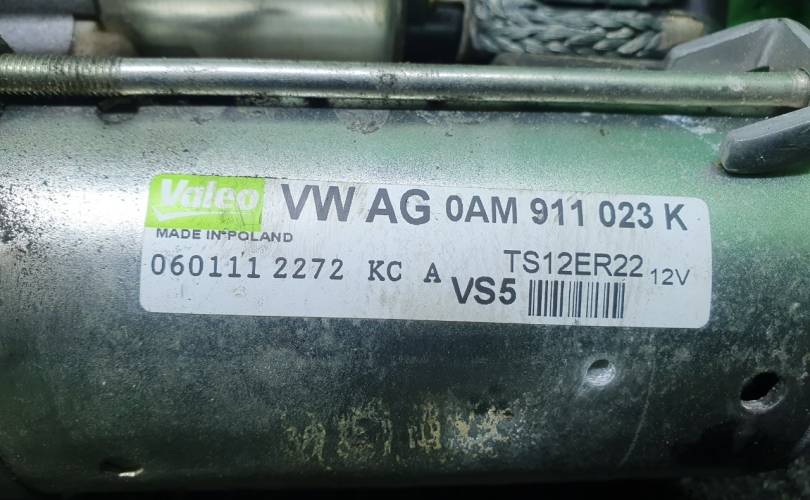 Valeo VW AG 0AM 911 023 K
MADE IN POLAND
060111 2272 KC A VS5 TS12ER22 12V